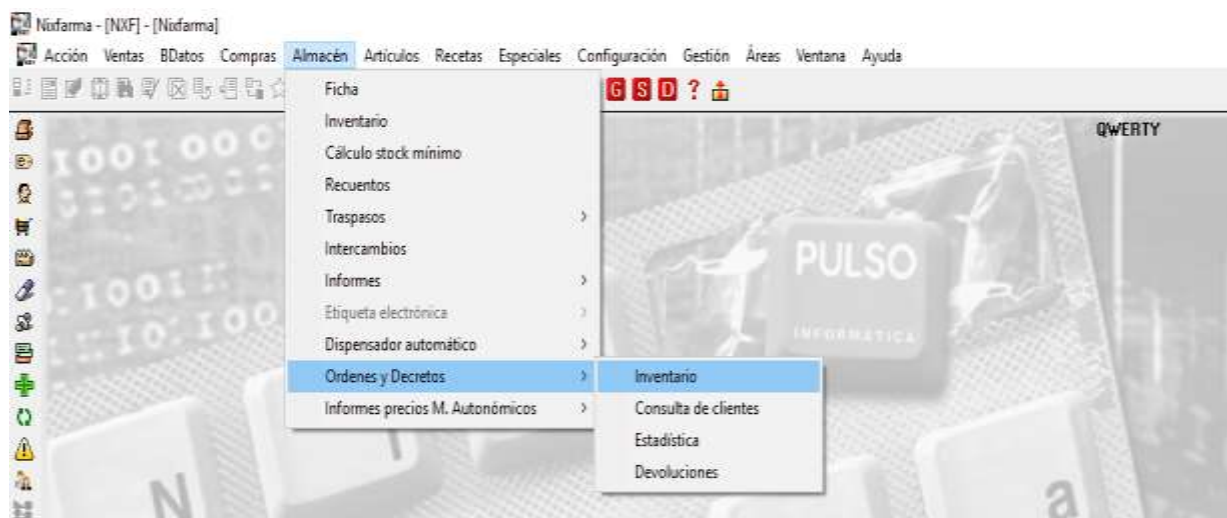 Nixfarma - [NXF] - [Nixfarma]
Acción Ventas BDatos Compras Almacén Artículos Recetas Especiales Configuración Gestión Áreas Ventana Ayuda
G S D ?
Ficha
Inventario
Cálculo stock mínimo
Recuentos
Traspasos
Intercambios
Informes
Etiqueta electrónica
Dispensador automático
Ordenes y Decretos
Informes precios M. Autonómicos
Inventario
Consulta de clientes
Estadística
Devoluciones
QWERTY
PULSO
INFORMATICA
N
a